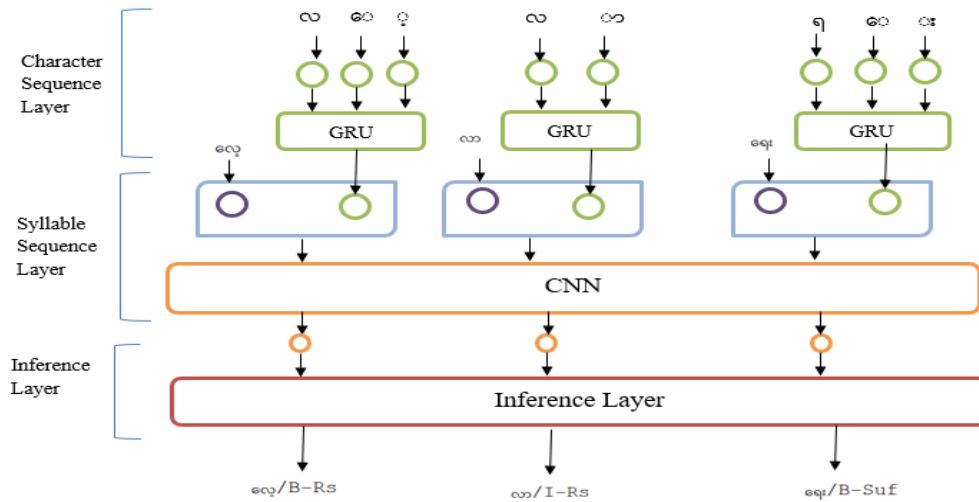 Character
Sequence
Layer
လ ေ ့ လ ာ ရ ေ း
GRU GRU GRU
လေ့ လာ ရေး
Syllable
Sequence
Layer
CNN
Inference
Layer
Inference Layer
လေ့/B-Rs လာ/I-Rs ရေး/B-Suf